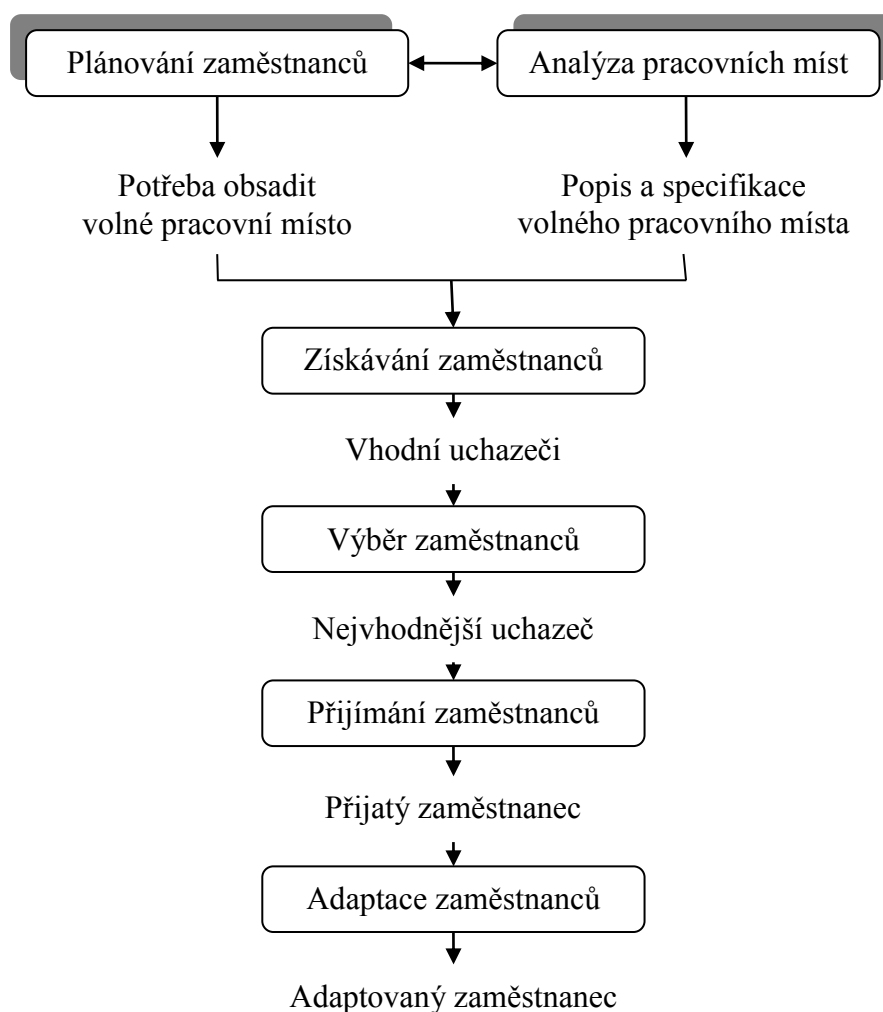 Plánování zaměstnanců
Analýza pracovních míst
Potřeba obsadit
volné pracovní místo
Popis a specifikace
volného pracovního místa
Získávání zaměstnanců
Vhodní uchazeči
Výběr zaměstnanců
Nejvhodnější uchazeč
Přijímání zaměstnanců
Přijatý zaměstnanec
Adaptace zaměstnanců
Adaptovaný zaměstnanec